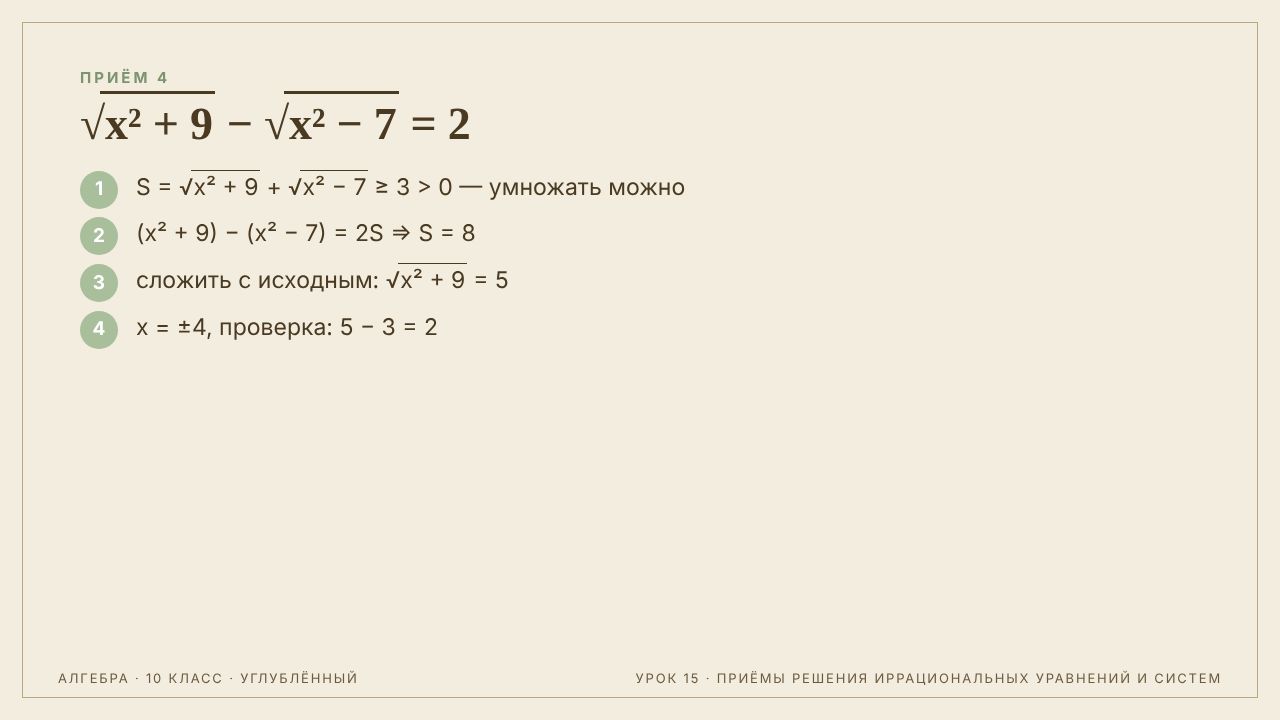 ПРИЁМ 4
√x² + 9 − √x² − 7 = 2
1 S = √x² + 9 + √x² − 7 ≥ 3 > 0 — умножать можно
2 (x² + 9) − (x² − 7) = 2S ⇒ S = 8
3 сложить с исходным: √x² + 9 = 5
4 x = ±4, проверка: 5 − 3 = 2
АЛГЕБРА · 10 КЛАСС · УГЛУБЛЁННЫЙ
УРОК 15 · ПРИЁМЫ РЕШЕНИЯ ИРРАЦИОНАЛЬНЫХ УРАВНЕНИЙ И СИСТЕМ